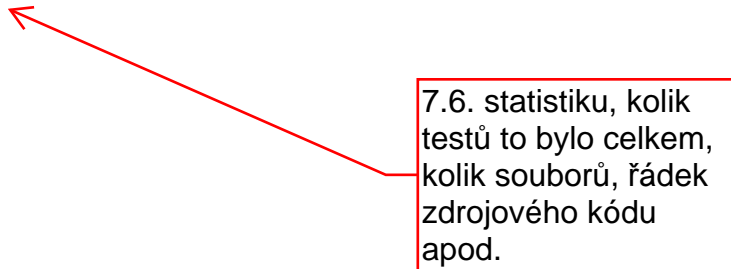 7.6. statistiku, kolik
testů to bylo celkem,
kolik souborů, řádek
zdrojového kódu
apod.